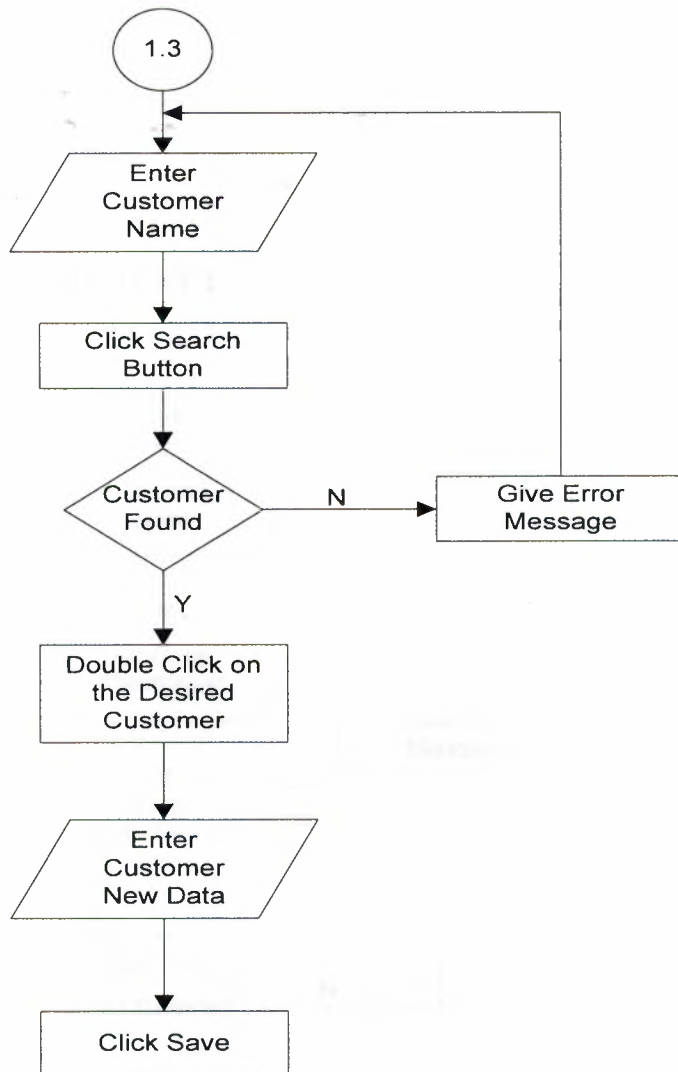 1.3
Enter
Customer
Name
Click Search
Button
Customer
Found
N
Give Error
Message
Y
Double Click on
the Desired
Customer
Enter
Customer
New Data
Click Save